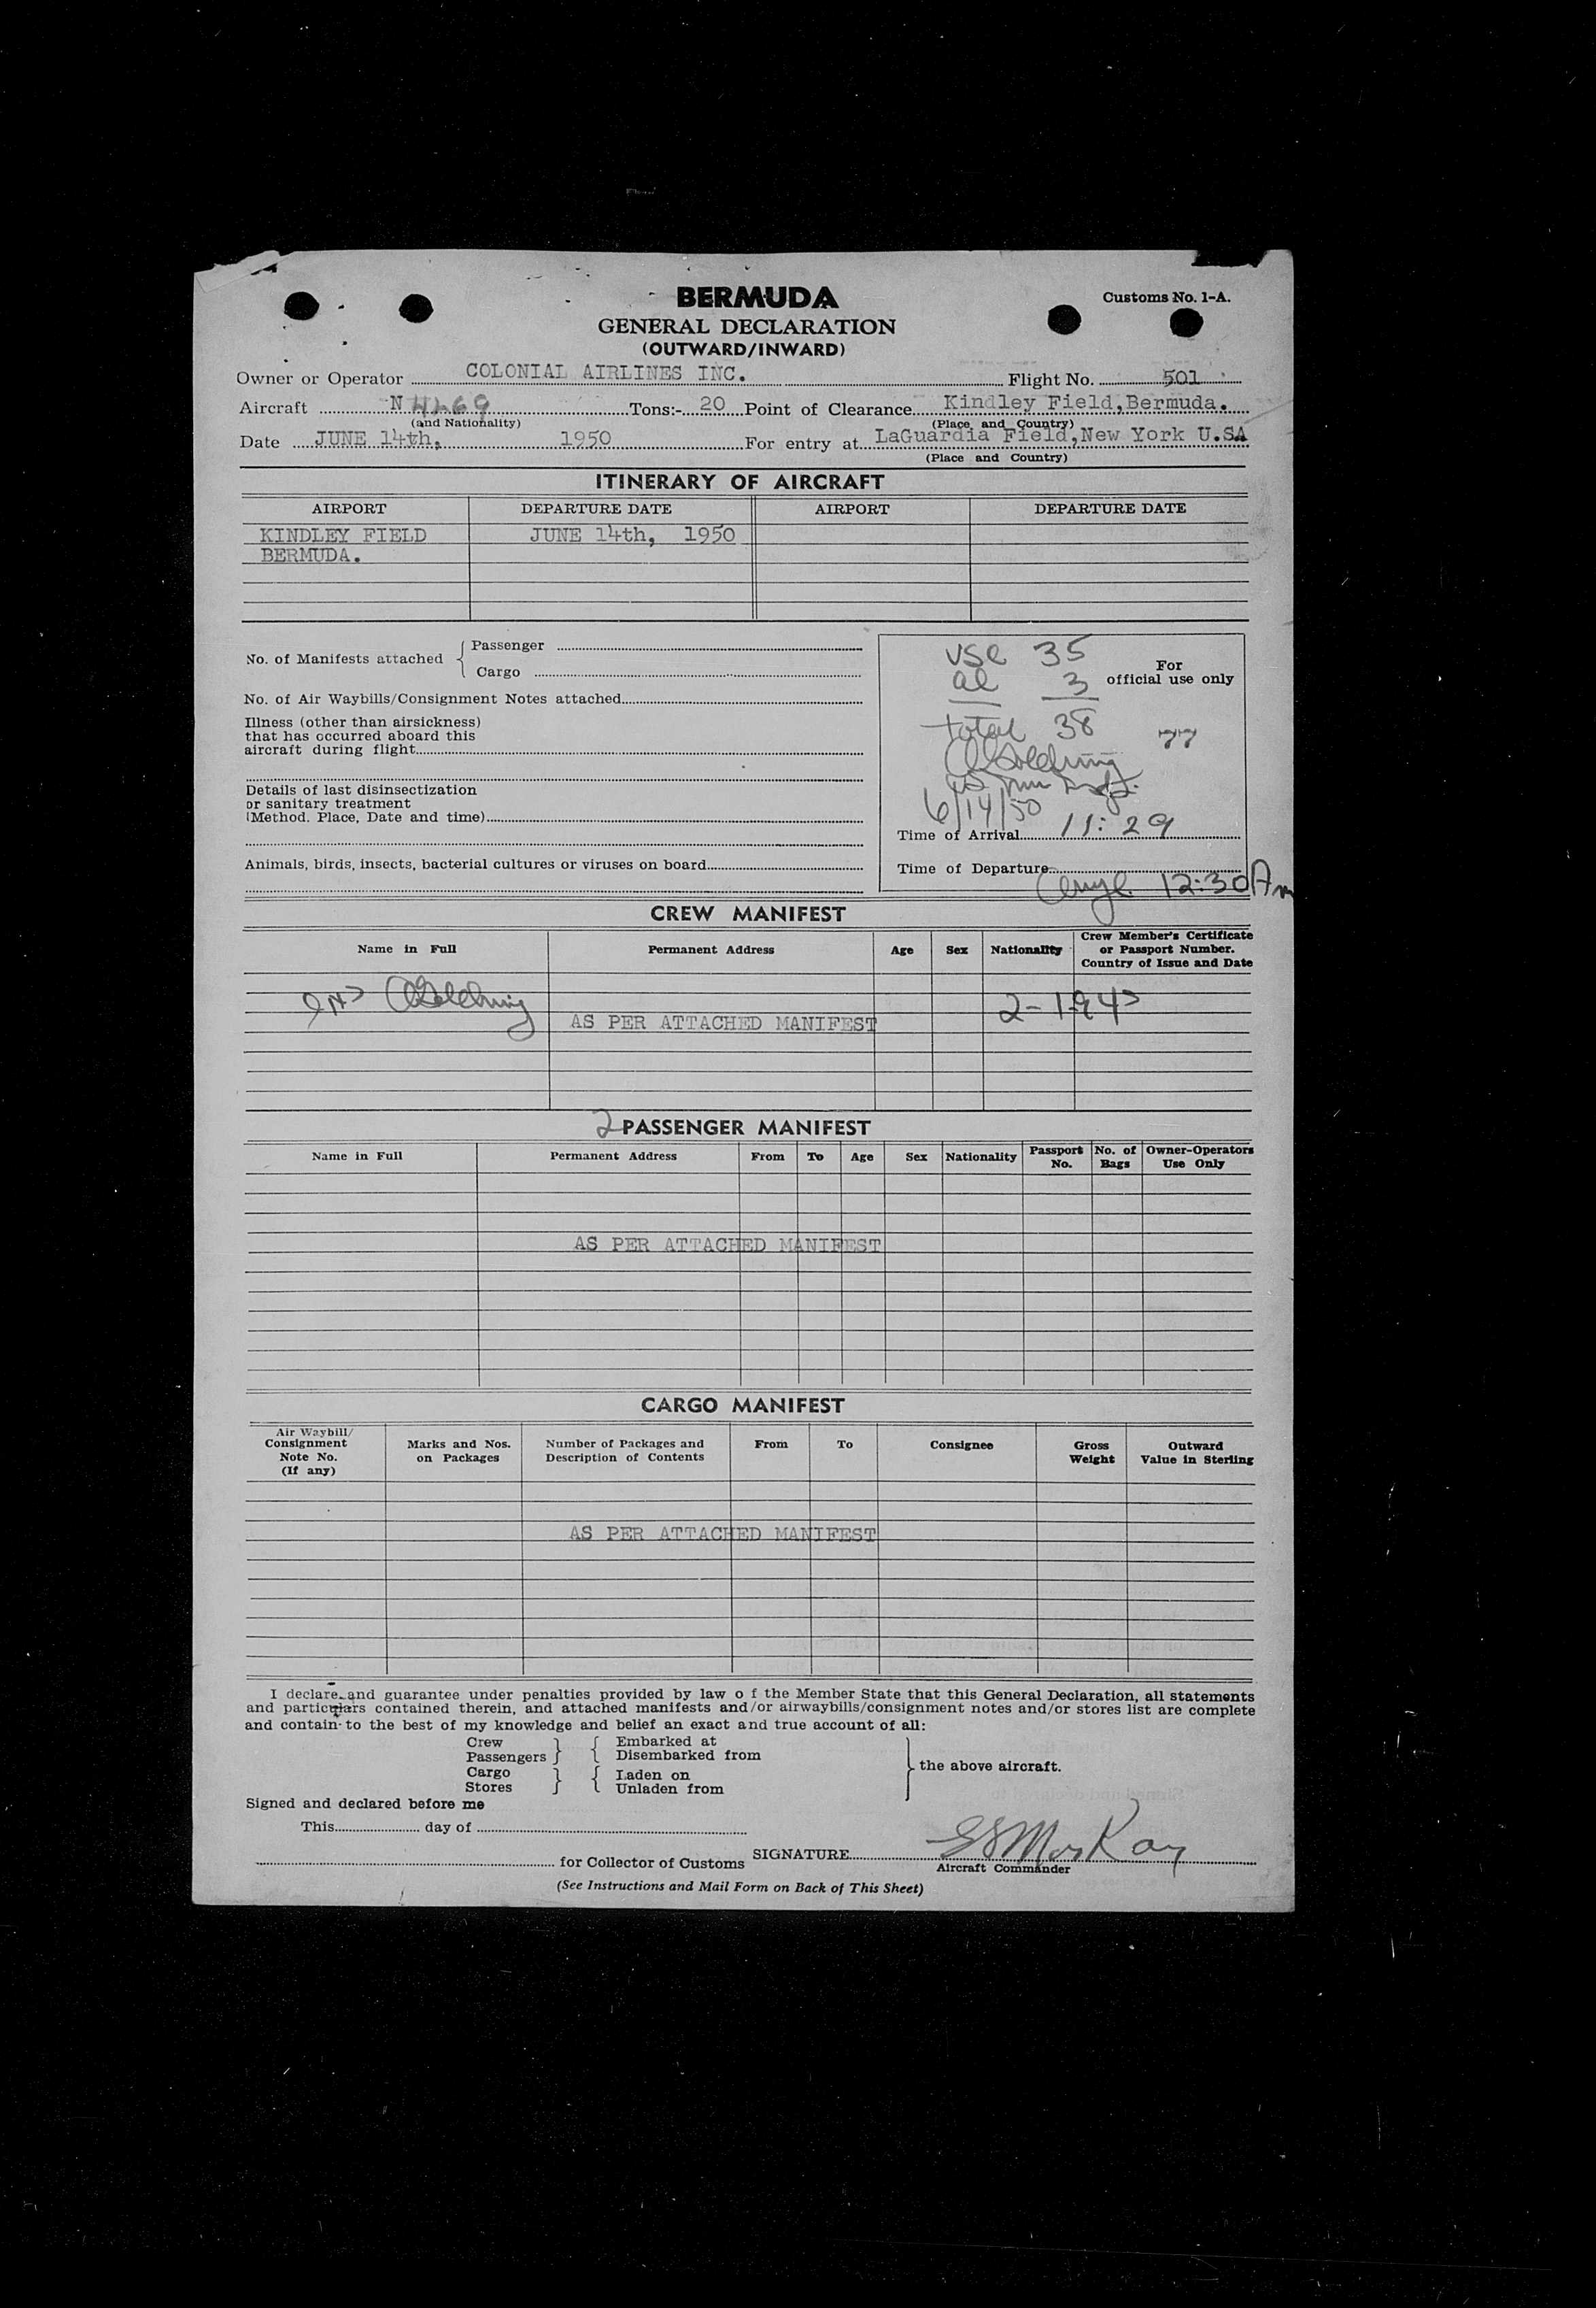 BERMUDA
Customs No. 1-A.
GENERAL DECLARATION
(OUTWARD/INWARD)
Owner or Operator COLONIAL AIRLINES INC. Flight No. 501
Aircraft N 4269 Tons:- 20 Point of Clearance Kindley Field, Bermuda.
(and Nationality) (Place and Country)
Date JUNE 14th, 1950 For entry at LaGuardia Field, New York U.SA
(Place and Country)
ITINERARY OF AIRCRAFT
AIRPORT DEPARTURE DATE AIRPORT DEPARTURE DATE
KINDLEY FIELD JUNE 14th, 1950
BERMUDA.
No. of Manifests attached
Passenger
Cargo
No. of Air Waybills/Consignment Notes attached
Illness (other than airsickness)
that has occurred aboard this
aircraft during flight
Details of last disinsectization
or sanitary treatment
(Method. Place, Date and time)
Animals, birds, insects, bacterial cultures or viruses on board
For
official use only
USC 35
al 3
total 38
6/14/50
Time of Arrival 11:29
Time of Departure
12:30 Am
CREW MANIFEST
Name in Full Permanent Address Age Sex Nationality Crew Member's Certificate
or Passport Number.
Country of Issue and Date
AS PER ATTACHED MANIFEST
2 PASSENGER MANIFEST
Name in Full Permanent Address From To Age Sex Nationality Passport No. No. of Bags Owner-Operators Use Only
AS PER ATTACHED MANIFEST
CARGO MANIFEST
Air Waybill/
Consignment
Note No.
(If any)
Marks and Nos.
on Packages
Number of Packages and
Description of Contents
From To Consignee
Gross
Weight
Outward
Value in Sterling
AS PER ATTACHED MANIFEST
I declare and guarantee under penalties provided by law o f the Member State that this General Declaration, all statements
and particulars contained therein, and attached manifests and/or airwaybills/consignment notes and/or stores list are complete
and contain to the best of my knowledge and belief an exact and true account of all:
Crew Embarked at
Passengers Disembarked from
Cargo Laden on
Stores Unladen from
the above aircraft.
Signed and declared before me
This day of
for Collector of Customs SIGNATURE
Aircraft Commander
(See Instructions and Mail Form on Back of This Sheet)